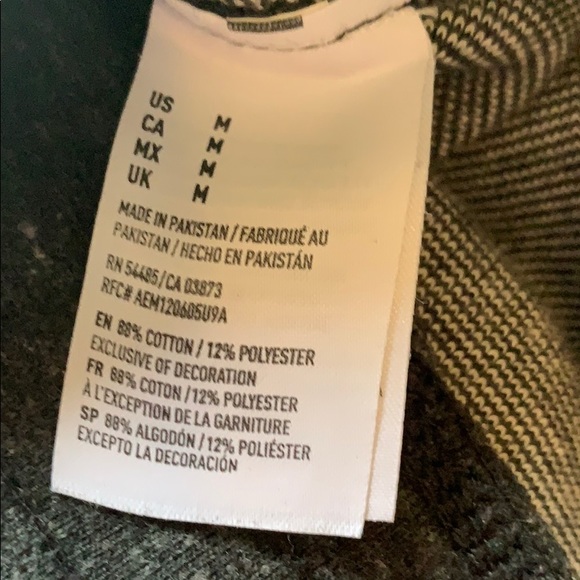 US M
CA M
MX M
UK M
MADE IN PAKISTAN / FABRIQUÉ AU
PAKISTAN / HECHO EN PAKISTÁN
RN 54485 / CA 03873
RFC# AEM120605U9A
EN 88% COTTON / 12% POLYESTER
EXCLUSIVE OF DECORATION
FR 88% COTON / 12% POLYESTER
À L'EXCEPTION DE LA GARNITURE
SP 88% ALGODÓN / 12% POLIÉSTER
EXCEPTO LA DECORACIÓN